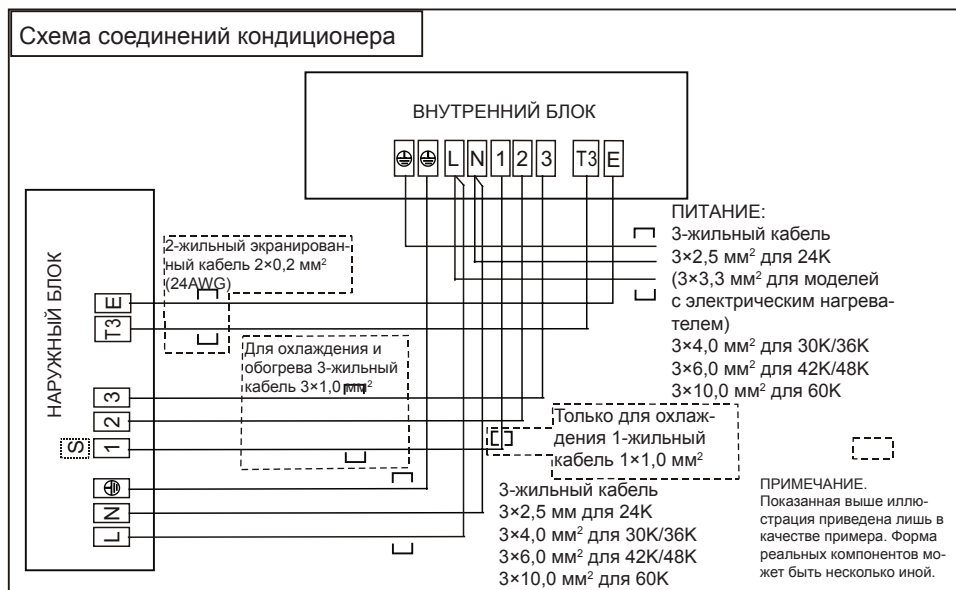 Схема соединений кондиционера
ВНУТРЕННИЙ БЛОК
L N 1 2 3 T3 E
НАРУЖНЫЙ БЛОК
E
T3
3
2
S 1
N
L
2-жильный экранирован-
ный кабель 2×0,2 мм²
(24AWG)
Для охлаждения и
обогрева 3-жильный
кабель 3×1,0 мм²
ПИТАНИЕ:
3-жильный кабель
3×2,5 мм² для 24K
(3×3,3 мм² для моделей
с электрическим нагрева-
телем)
3×4,0 мм² для 30K/36K
3×6,0 мм² для 42K/48K
3×10,0 мм² для 60K
Только для охлаж-
дения 1-жильный
кабель 1×1,0 мм²
3-жильный кабель
3×2,5 мм для 24K
3×4,0 мм² для 30K/36K
3×6,0 мм² для 42K/48K
3×10,0 мм² для 60K
ПРИМЕЧАНИЕ.
Показанная выше иллю-
страция приведена лишь в
качестве примера. Форма
реальных компонентов мо-
жет быть несколько иной.